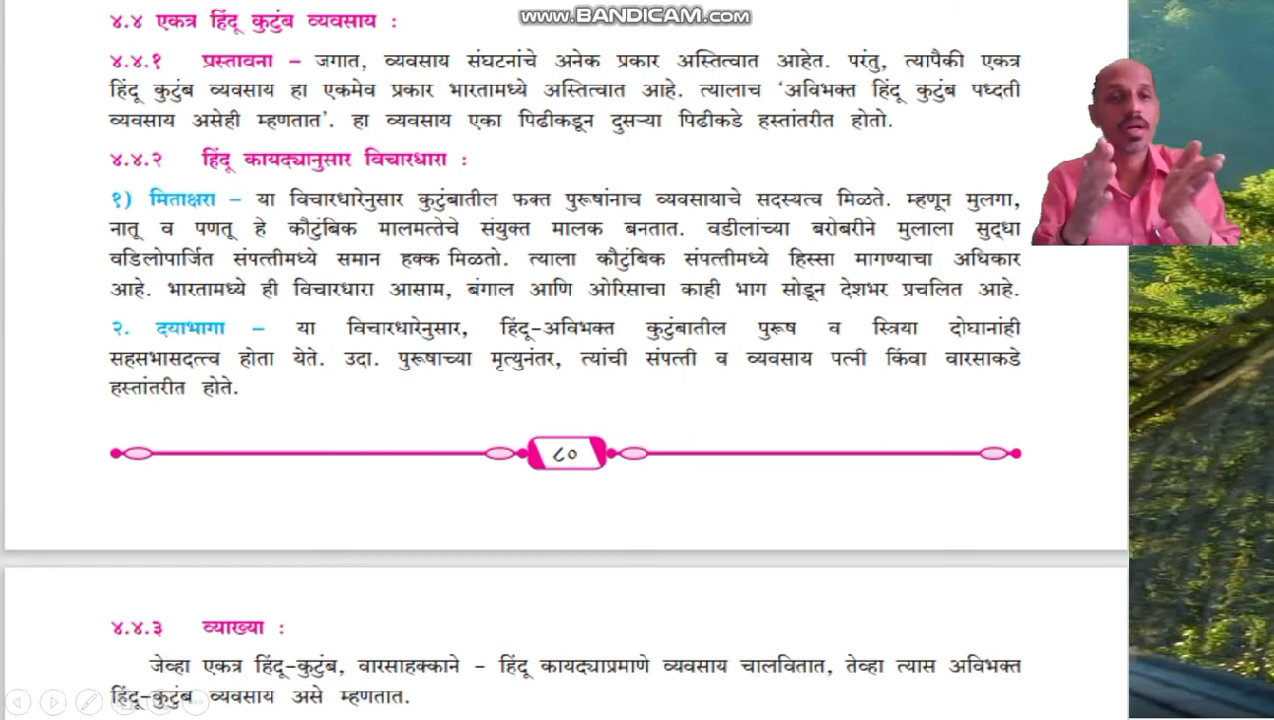 www.BANDICAM.com
४.४ एकत्र हिंदू कुटुंब व्यवसाय :
४.४.१ प्रस्तावना – जगात, व्यवसाय संघटनांचे अनेक प्रकार अस्तित्वात आहेत. परंतु, त्यापैकी एकत्र
हिंदू कुटुंब व्यवसाय हा एकमेव प्रकार भारतामध्ये अस्तित्वात आहे. त्यालाच ‘अविभक्त हिंदू कुटुंब पध्दती
व्यवसाय असेही म्हणतात’. हा व्यवसाय एका पिढीकडून दुसऱ्या पिढीकडे हस्तांतरीत होतो.
४.४.२ हिंदू कायद्यानुसार विचारधारा :
१) मिताक्षरा – या विचारधारेनुसार कुटुंबातील फक्त पुरूषांनाच व्यवसायाचे सदस्यत्व मिळते. म्हणून मुलगा,
नातू व पणतू हे कौटुंबिक मालमत्तेचे संयुक्त मालक बनतात. वडीलांच्या बरोबरीने मुलाला सुद्धा
वडिलोपार्जित संपत्तीमध्ये समान हक्क मिळतो. त्याला कौटुंबिक संपत्तीमध्ये हिस्सा मागण्याचा अधिकार
आहे. भारतामध्ये ही विचारधारा आसाम, बंगाल आणि ओरिसाचा काही भाग सोडून देशभर प्रचलित आहे.
२. दयाभागा – या विचारधारेनुसार, हिंदू–अविभक्त कुटुंबातील पुरूष व स्त्रिया दोघानांही
सहसभासदत्त्व होता येते. उदा. पुरूषाच्या मृत्युनंतर, त्यांची संपत्ती व व्यवसाय पत्नी किंवा वारसाकडे
हस्तांतरीत होते.
८०
४.४.३ व्याख्या :
जेव्हा एकत्र हिंदू–कुटुंब, वारसाहक्काने – हिंदू कायद्याप्रमाणे व्यवसाय चालवितात, तेव्हा त्यास अविभक्त
हिंदू–कुटुंब व्यवसाय असे म्हणतात.